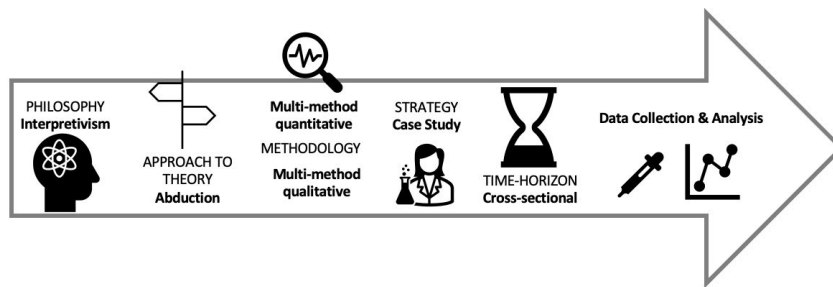 PHILOSOPHY
Interpretivism
APPROACH TO
THEORY
Abduction
Multi-method
quantitative
METHODOLOGY
Multi-method
qualitative
STRATEGY
Case Study
TIME-HORIZON
Cross-sectional
Data Collection & Analysis